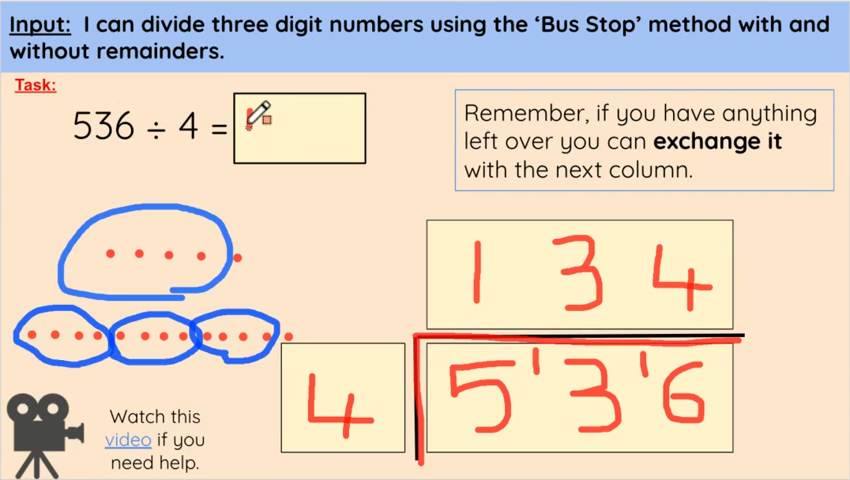 Input: I can divide three digit numbers using the ‘Bus Stop’ method with and
without remainders.
Task:
536 ÷ 4 =
Remember, if you have anything
left over you can exchange it
with the next column.
1 3 4
4 5 1 3 1 6
Watch this
video if you
need help.